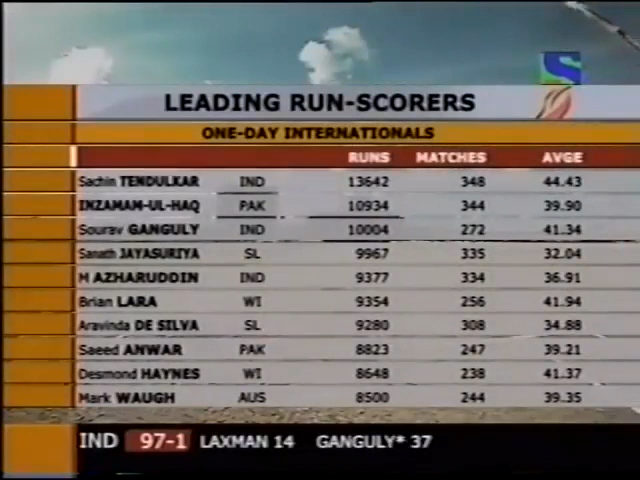 LEADING RUN-SCORERS
ONE-DAY INTERNATIONALS
RUNS MATCHES AVGE
Sachin TENDULKAR IND 13642 348 44.43
INZAMAM-UL-HAQ PAK 10934 344 39.90
Sourav GANGULY IND 10004 272 41.34
Sanath JAYASURIYA SL 9967 335 32.04
M AZHARUDDIN IND 9377 334 36.91
Brian LARA WI 9354 256 41.94
Aravinda DE SILVA SL 9280 308 34.88
Saeed ANWAR PAK 8823 247 39.21
Desmond HAYNES WI 8648 238 41.37
Mark WAUGH AUS 8500 244 39.35
IND 97-1 LAXMAN 14 GANGULY* 37